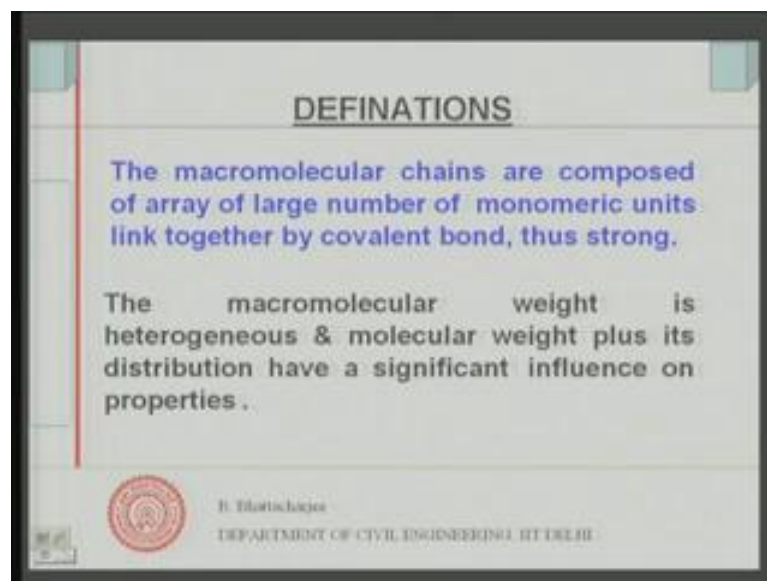 DEFINATIONS
The macromolecular chains are composed
of array of large number of monomeric units
link together by covalent bond, thus strong.
The macromolecular weight is
heterogeneous & molecular weight plus its
distribution have a significant influence on
properties .
B. Bhattacharjee
DEPARTMENT OF CIVIL ENGINEERING, IIT DELHI